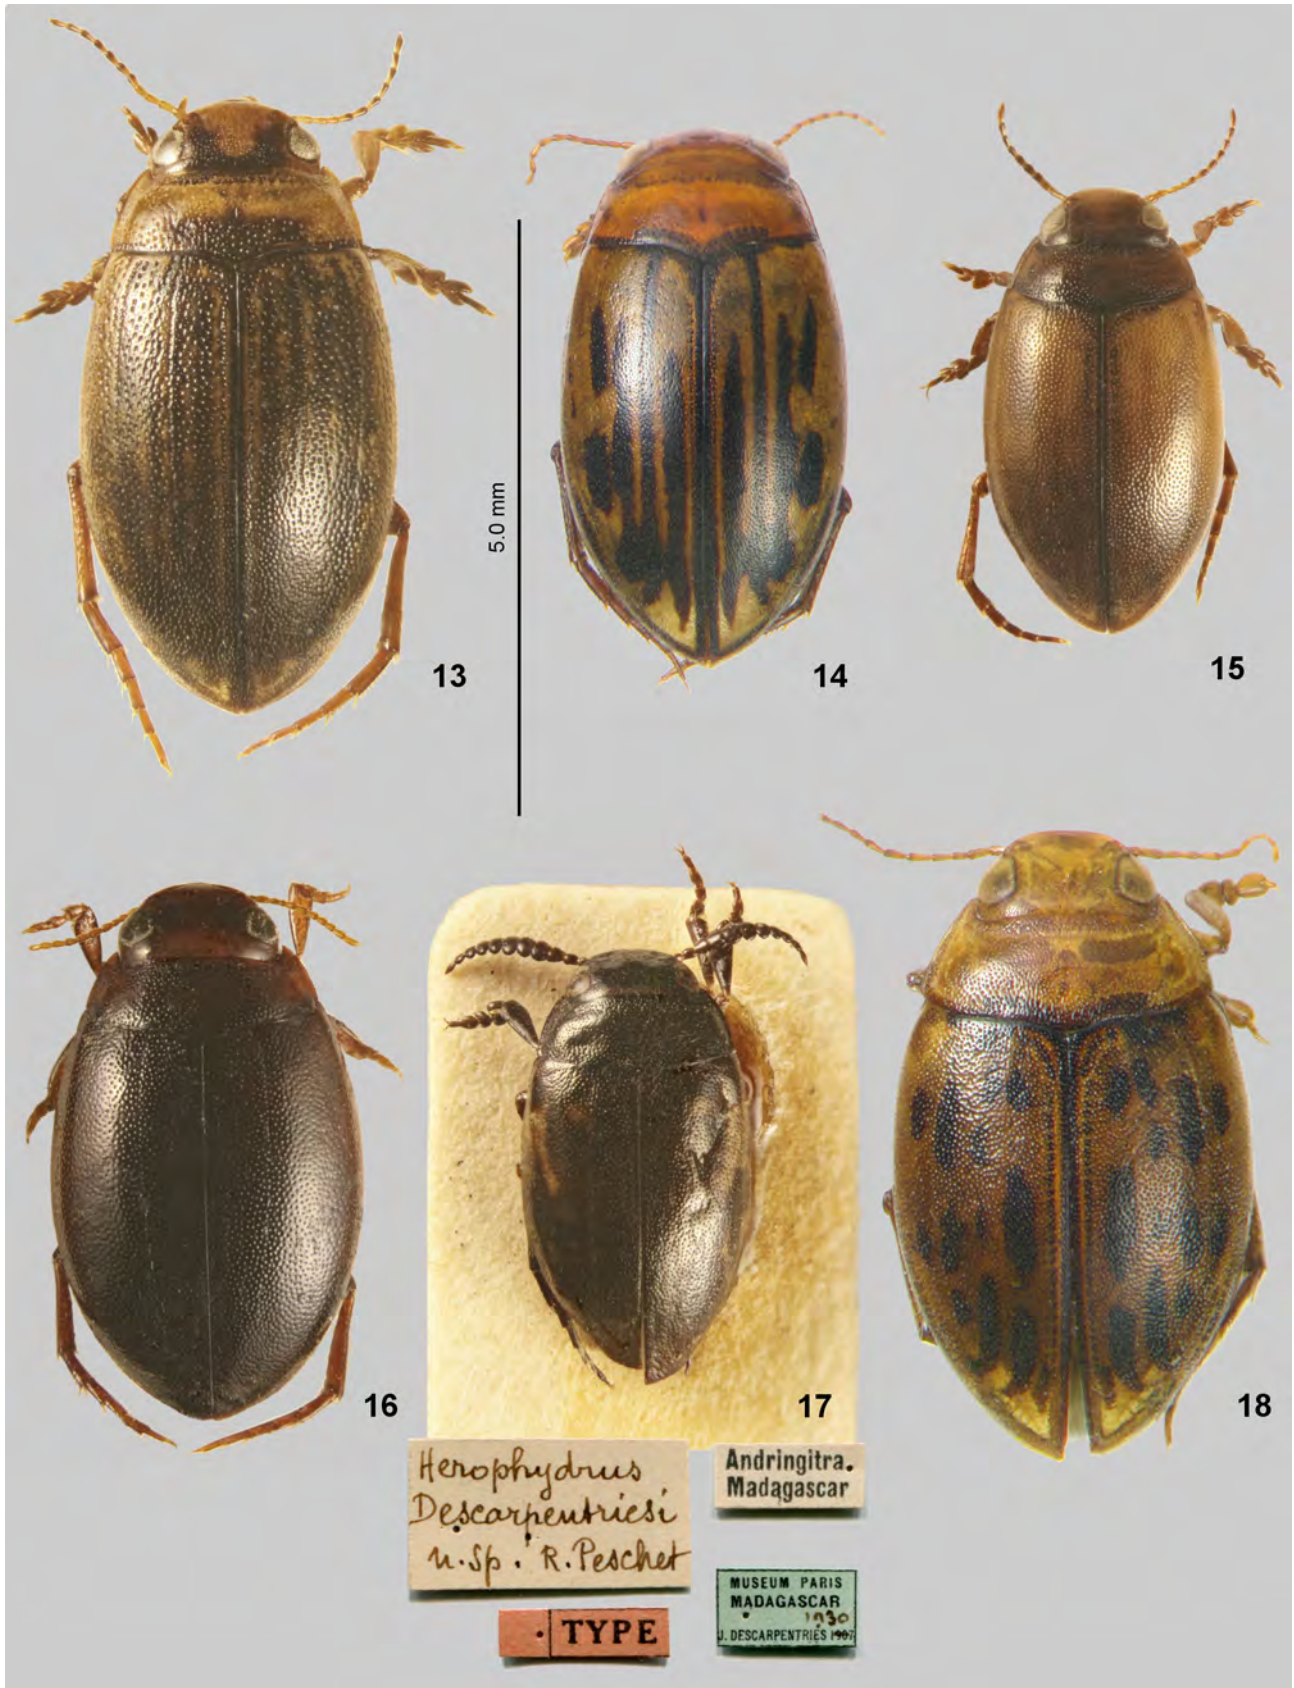 13
14
15
5.0 mm
16
17
18
Herophydrus
Descarpentriesi
n. Sp. R. Peschet
Andringitra.
Madagascar
TYPE
MUSEUM PARIS
MADAGASCAR
1930
J. DESCARPENTRIES 1907